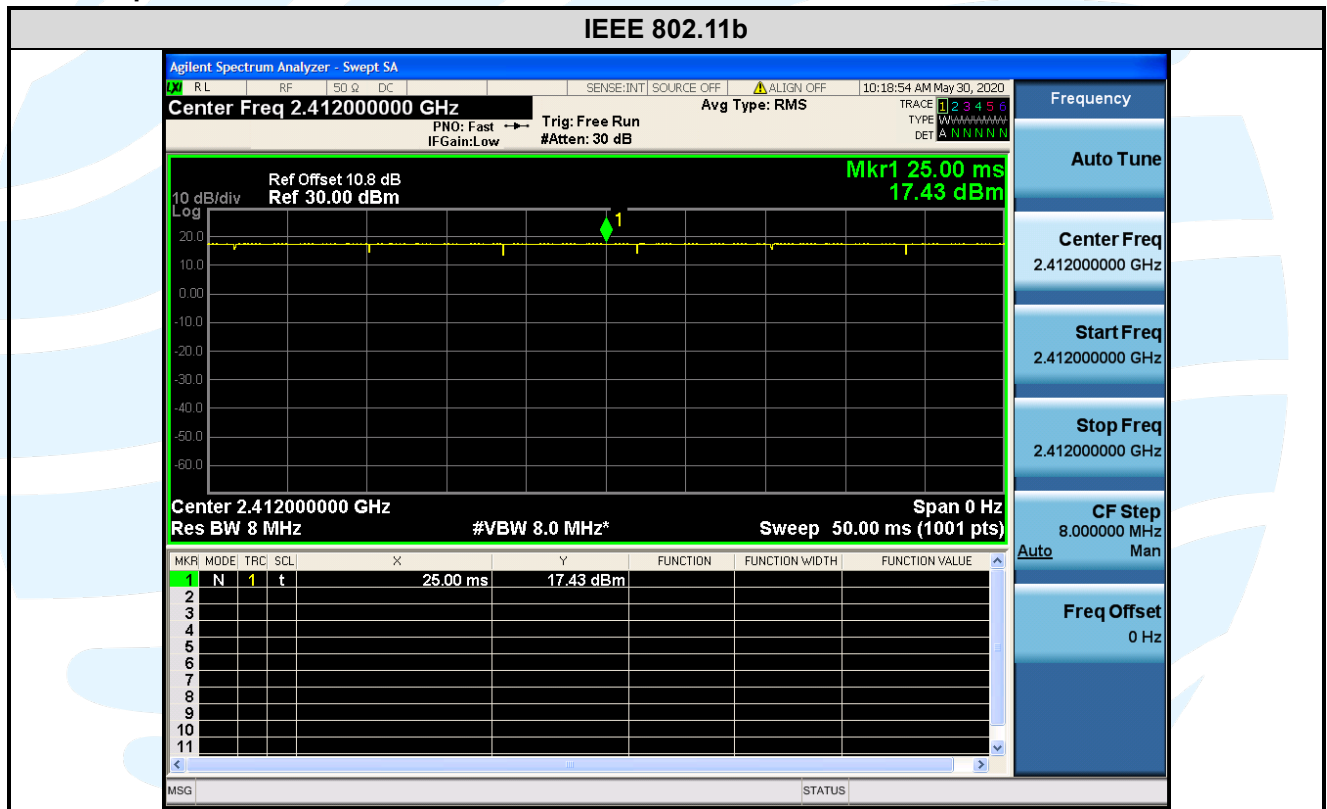 IEEE 802.11b
Agilent Spectrum Analyzer - Swept SA
LXI RL RF 50 Ω DC SENSE:INT SOURCE OFF ALIGN OFF 10:18:54 AM May 30, 2020
Center Freq 2.412000000 GHz
PNO: Fast
IFGain:Low
Trig: Free Run
#Atten: 30 dB
Avg Type: RMS
TRACE 1 2 3 4 5 6
TYPE WWWWWW
DET A N N N N N
Ref Offset 10.8 dB
10 dB/div Ref 30.00 dBm
Log
Mkr1 25.00 ms
17.43 dBm
1
20.0
10.0
0.00
-10.0
-20.0
-30.0
-40.0
-50.0
-60.0
Center 2.412000000 GHz Span 0 Hz
Res BW 8 MHz #VBW 8.0 MHz* Sweep 50.00 ms (1001 pts)
MKR MODE TRC SCL X Y FUNCTION FUNCTION WIDTH FUNCTION VALUE
1 N 1 t 25.00 ms 17.43 dBm
2
3
4
5
6
7
8
9
10
11
MSG STATUS
Frequency
Auto Tune
Center Freq
2.412000000 GHz
Start Freq
2.412000000 GHz
Stop Freq
2.412000000 GHz
CF Step
8.000000 MHz
Auto Man
Freq Offset
0 Hz